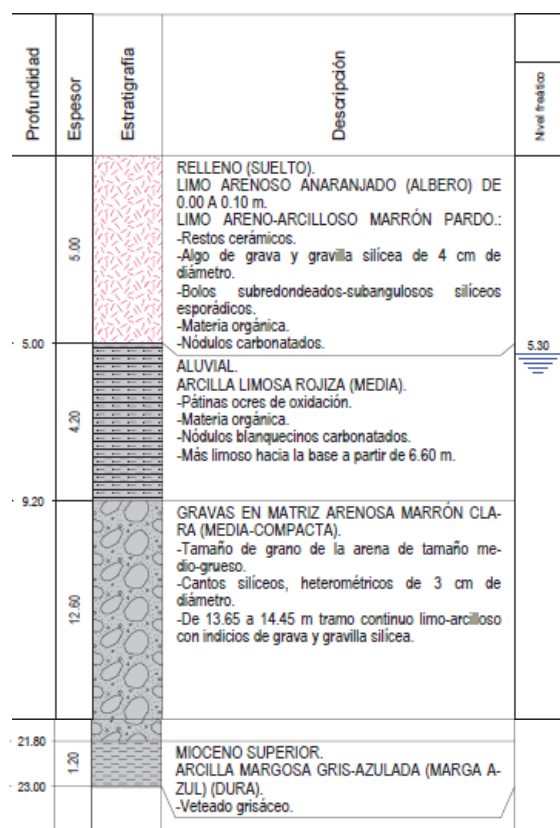 Profundidad
Espesor
Estratigrafía
Descripción
Nivel freático
5.00
RELLENO (SUELTO).
LIMO ARENOSO ANARANJADO (ALBERO) DE
0.00 A 0.10 m.
LIMO ARENO-ARCILLOSO MARRÓN PARDO.:
-Restos cerámicos.
-Algo de grava y gravilla silícea de 4 cm de
diámetro.
-Bolos subredondeados-subangulosos silíceos
esporádicos.
-Materia orgánica.
-Nódulos carbonatados.
5.00
5.30
4.20
ALUVIAL.
ARCILLA LIMOSA ROJIZA (MEDIA).
-Pátinas ocres de oxidación.
-Materia orgánica.
-Nódulos blanquecinos carbonatados.
-Más limoso hacia la base a partir de 6.60 m.
9.20
12.60
GRAVAS EN MATRIZ ARENOSA MARRÓN CLA-
RA (MEDIA-COMPACTA).
-Tamaño de grano de la arena de tamaño me-
dio-grueso.
-Cantos silíceos, heterométricos de 3 cm de
diámetro.
-De 13.65 a 14.45 m tramo continuo limo-arcilloso
con indicios de grava y gravilla silícea.
21.80
1.20
MIOCENO SUPERIOR.
ARCILLA MARGOSA GRIS-AZULADA (MARGA A-
ZUL) (DURA).
-Veteado grisáceo.
23.00